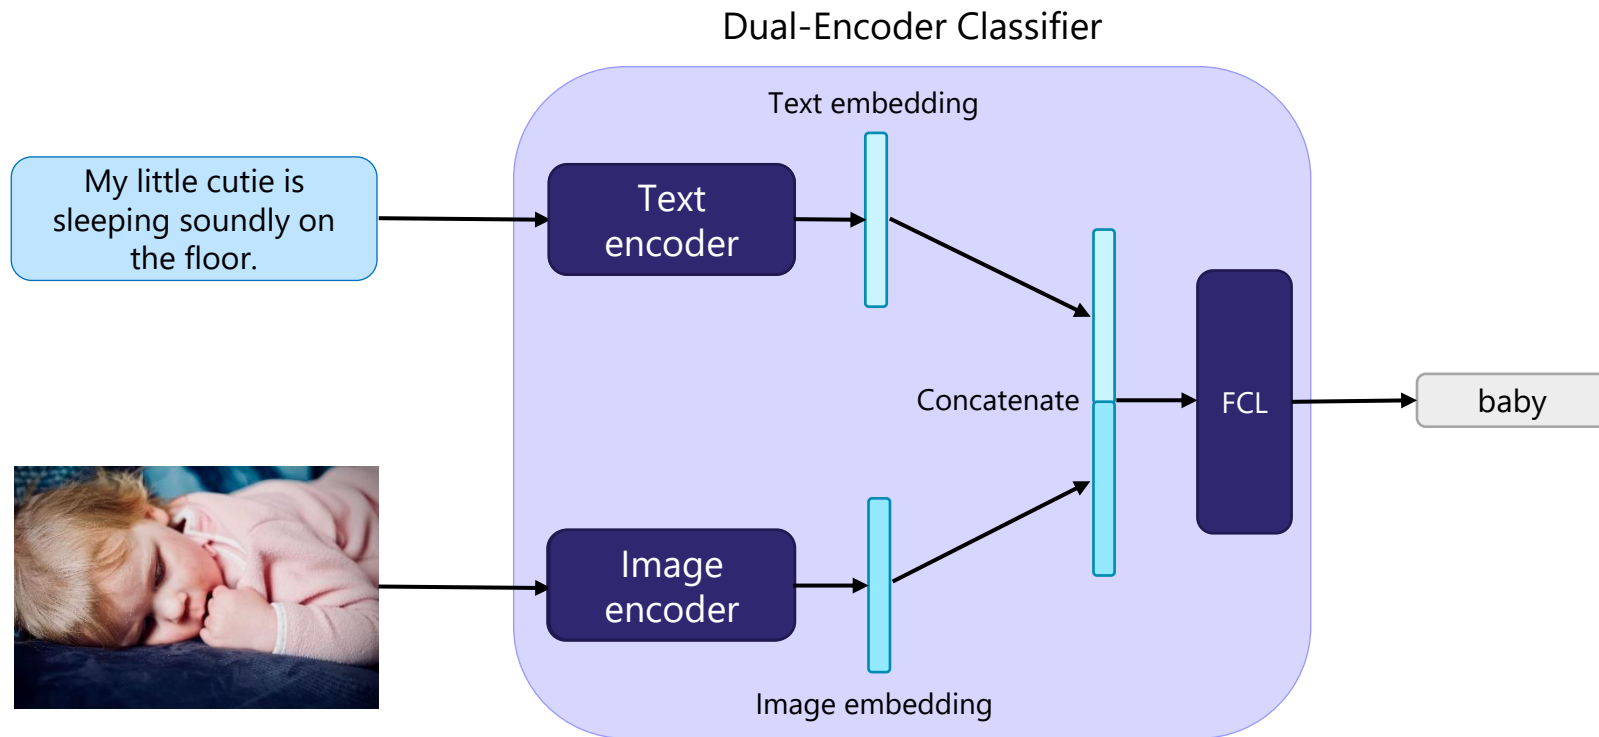 Dual-Encoder Classifier
Text embedding
My little cutie is
sleeping soundly on
the floor.
Text
encoder
Concatenate
FCL
baby
Image
encoder
Image embedding